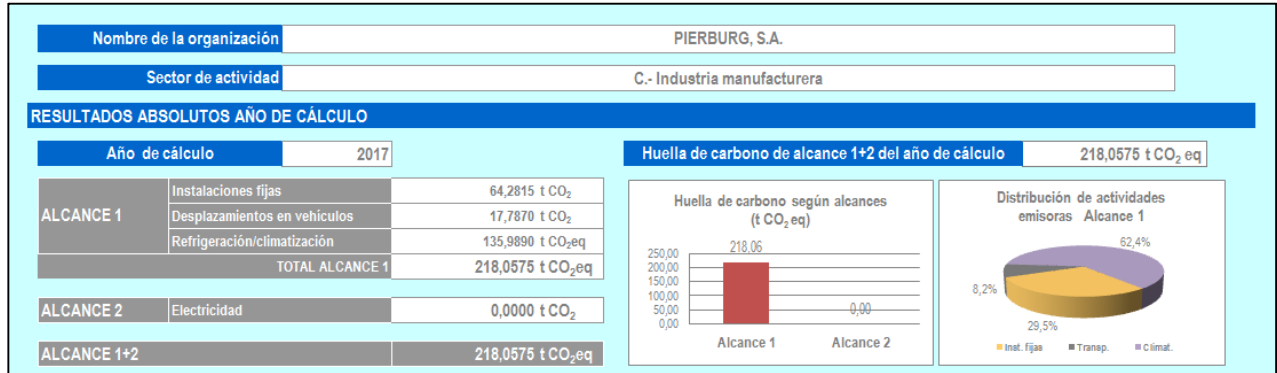 Nombre de la organización PIERBURG, S.A.
Sector de actividad C.- Industria manufacturera
RESULTADOS ABSOLUTOS AÑO DE CÁLCULO
Año de cálculo 2017
Huella de carbono de alcance 1+2 del año de cálculo 218,0575 t CO₂ eq
ALCANCE 1
Instalaciones fijas 64,2815 t CO₂
Desplazamientos en vehículos 17,7870 t CO₂
Refrigeración/climatización 135,9890 t CO₂eq
TOTAL ALCANCE 1 218,0575 t CO₂eq
ALCANCE 2 Electricidad 0,0000 t CO₂
ALCANCE 1+2 218,0575 t CO₂eq
Huella de carbono según alcances
(t CO₂ eq)
250,00
200,00
150,00
100,00
50,00
0,00
218,06
0,00
Alcance 1 Alcance 2
Distribución de actividades
emisoras Alcance 1
62,4%
8,2%
29,5%
Inst. fijas Transp. Climat.